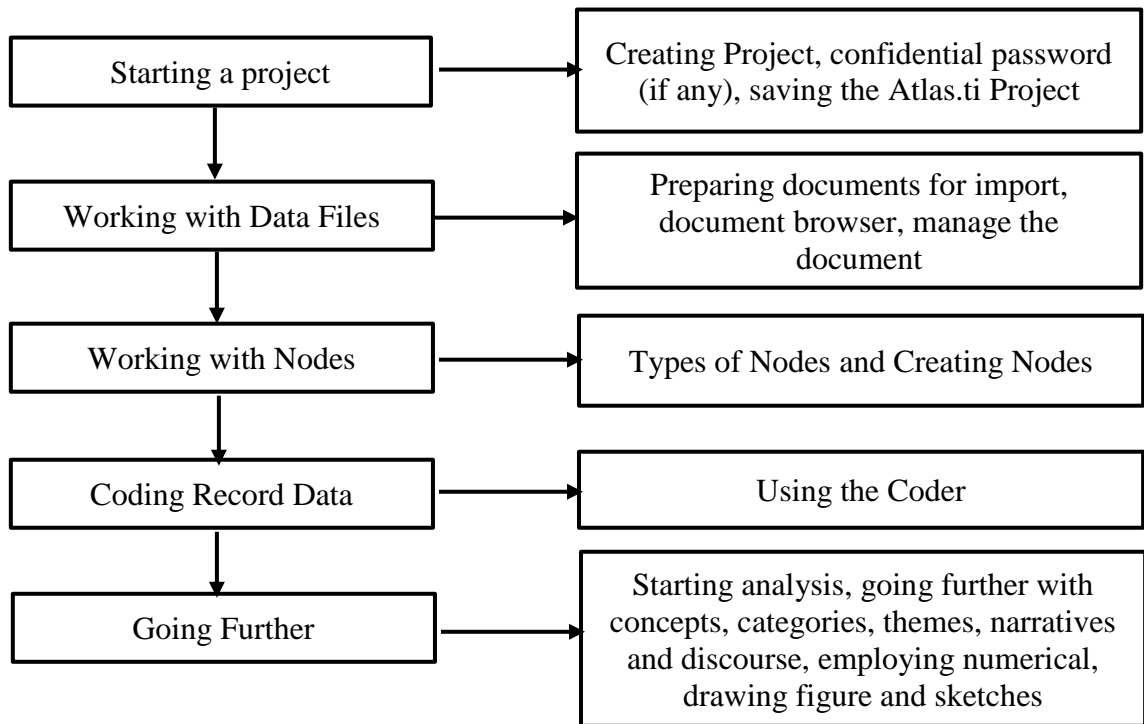 Starting a project
Creating Project, confidential password
(if any), saving the Atlas.ti Project
Working with Data Files
Preparing documents for import,
document browser, manage the
document
Working with Nodes
Types of Nodes and Creating Nodes
Coding Record Data
Using the Coder
Going Further
Starting analysis, going further with
concepts, categories, themes, narratives
and discourse, employing numerical,
drawing figure and sketches